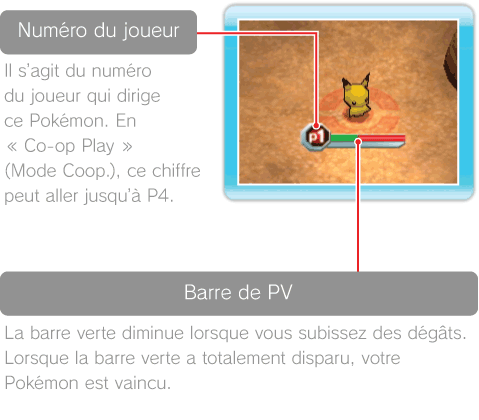 Numéro du joueur
Il s'agit du numéro
du joueur qui dirige
ce Pokémon. En
« Co-op Play »
(Mode Coop.), ce chiffre
peut aller jusqu'à P4.
P1
Barre de PV
La barre verte diminue lorsque vous subissez des dégâts.
Lorsque la barre verte a totalement disparu, votre
Pokémon est vaincu.